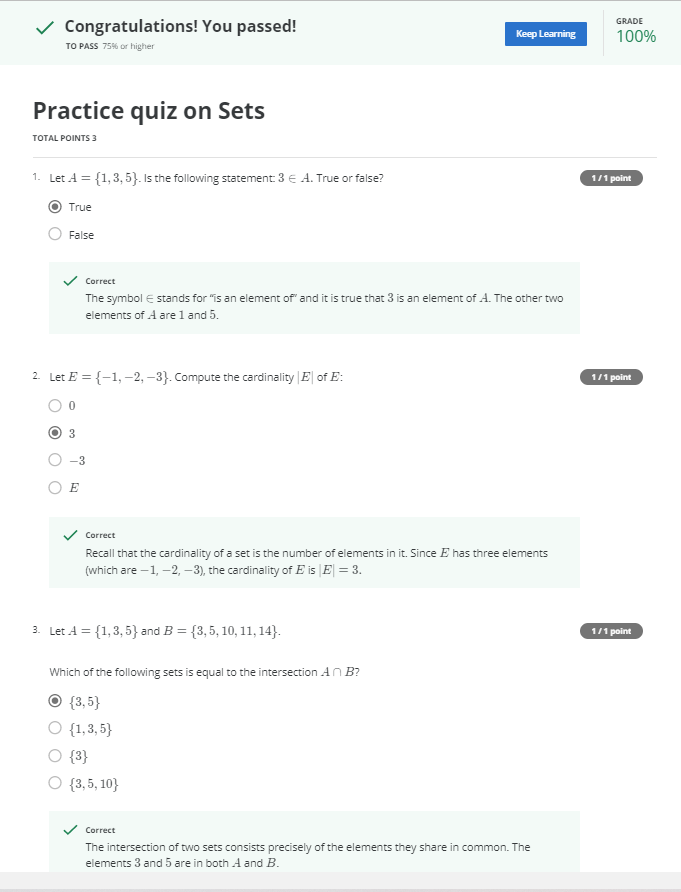 Congratulations! You passed!
TO PASS 75% or higher
Keep Learning
GRADE
100%
Practice quiz on Sets
TOTAL POINTS 3
1. Let A = {1, 3, 5}. Is the following statement: 3 ∈ A. True or false?
1 / 1 point
True
False
Correct
The symbol ∈ stands for "is an element of" and it is true that 3 is an element of A. The other two
elements of A are 1 and 5.
2. Let E = {−1, −2, −3}. Compute the cardinality |E| of E:
1 / 1 point
0
3
−3
E
Correct
Recall that the cardinality of a set is the number of elements in it. Since E has three elements
(which are −1, −2, −3), the cardinality of E is |E| = 3.
3. Let A = {1, 3, 5} and B = {3, 5, 10, 11, 14}.
1 / 1 point
Which of the following sets is equal to the intersection A ∩ B?
{3, 5}
{1, 3, 5}
{3}
{3, 5, 10}
Correct
The intersection of two sets consists precisely of the elements they share in common. The
elements 3 and 5 are in both A and B.